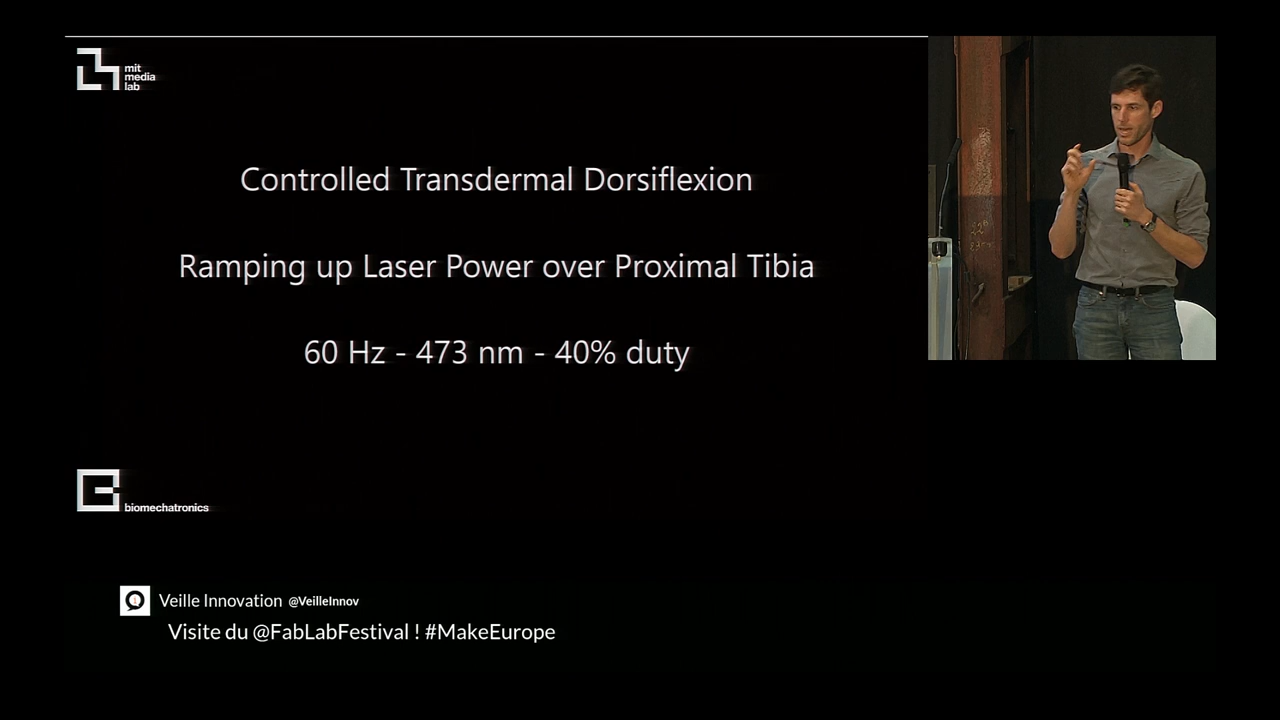 mit
media
lab
Controlled Transdermal Dorsiflexion
Ramping up Laser Power over Proximal Tibia
60 Hz - 473 nm - 40% duty
biomechatronics
Veille Innovation @VeilleInnov
Visite du @FabLabFestival ! #MakeEurope